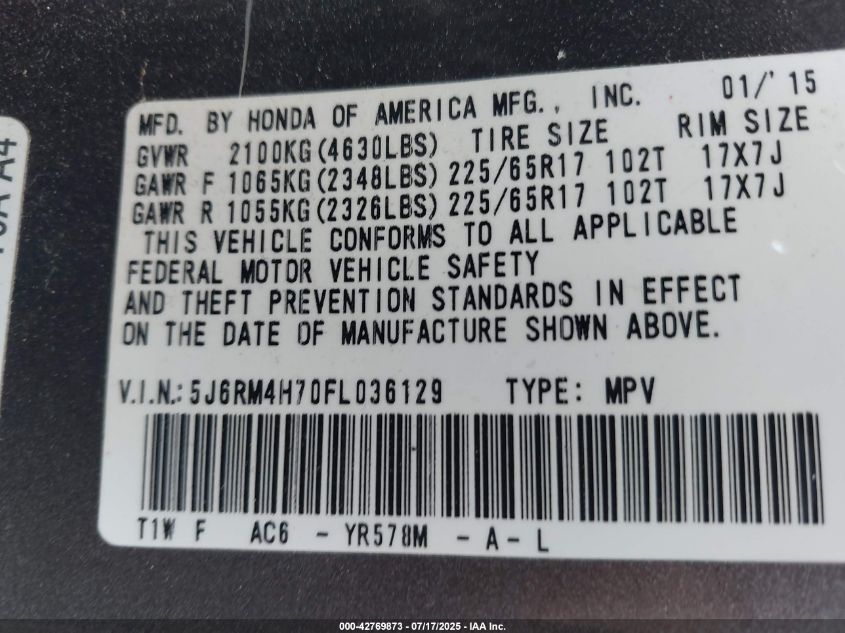 MFD. BY HONDA OF AMERICA MFG., INC. 01/'15
GVWR 2100KG(4630LBS) TIRE SIZE RIM SIZE
GAWR F 1065KG(2348LBS) 225/65R17 102T 17X7J
GAWR R 1055KG(2326LBS) 225/65R17 102T 17X7J
THIS VEHICLE CONFORMS TO ALL APPLICABLE
FEDERAL MOTOR VEHICLE SAFETY
AND THEFT PREVENTION STANDARDS IN EFFECT
ON THE DATE OF MANUFACTURE SHOWN ABOVE.
V.I.N.: 5J6RM4H70FL036129 TYPE: MPV
T1W F AC6 - YR578M - A - L
000-42769873 - 07/17/2025 - IAA Inc.